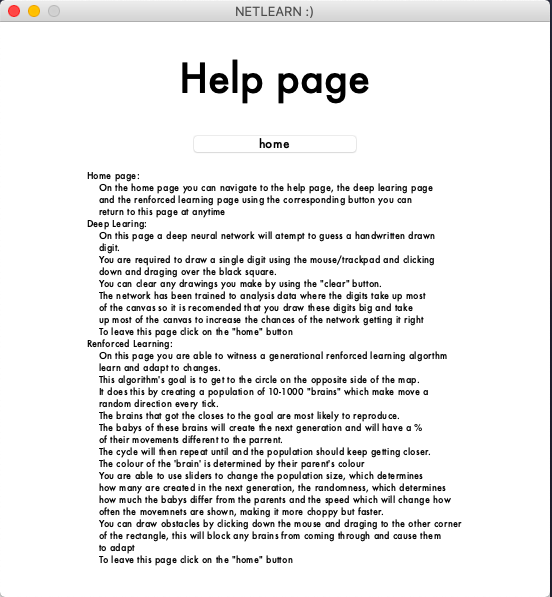 NETLEARN :)
Help page
home
Home page:
On the home page you can navigate to the help page, the deep learing page
and the renforced learning page using the corresponding button you can
return to this page at anytime
Deep Learing:
On this page a deep neural network will atempt to guess a handwritten drawn
digit.
You are required to draw a single digit using the mouse/trackpad and clicking
down and draging over the black square.
You can clear any drawings you make by using the "clear" button.
The network has been trained to analysis data where the digits take up most
of the canvas so it is recomended that you draw these digits big and take
up most of the canvas to increase the chances of the network getting it right
To leave this page click on the "home" button
Renforced Learning:
On this page you are able to witness a generational renforced learning algorthm
learn and adapt to changes.
This algorithm's goal is to get to the circle on the opposite side of the map.
It does this by creating a population of 10-1000 "brains" which make move a
random direction every tick.
The brains that got the closes to the goal are most likely to reproduce.
The babys of these brains will create the next generation and will have a %
of their movements different to the parrent.
The cycle will then repeat until and the population should keep getting closer.
The colour of the 'brain' is determined by their parent's colour
You are able to use sliders to change the population size, which determines
how many are created in the next generation, the randomness, which determines
how much the babys differ from the parents and the speed which will change how
often the movemnets are shown, making it more choppy but faster.
You can draw obstacles by clicking down the mouse and draging to the other corner
of the rectangle, this will block any brains from coming through and cause them
to adapt
To leave this page click on the "home" button